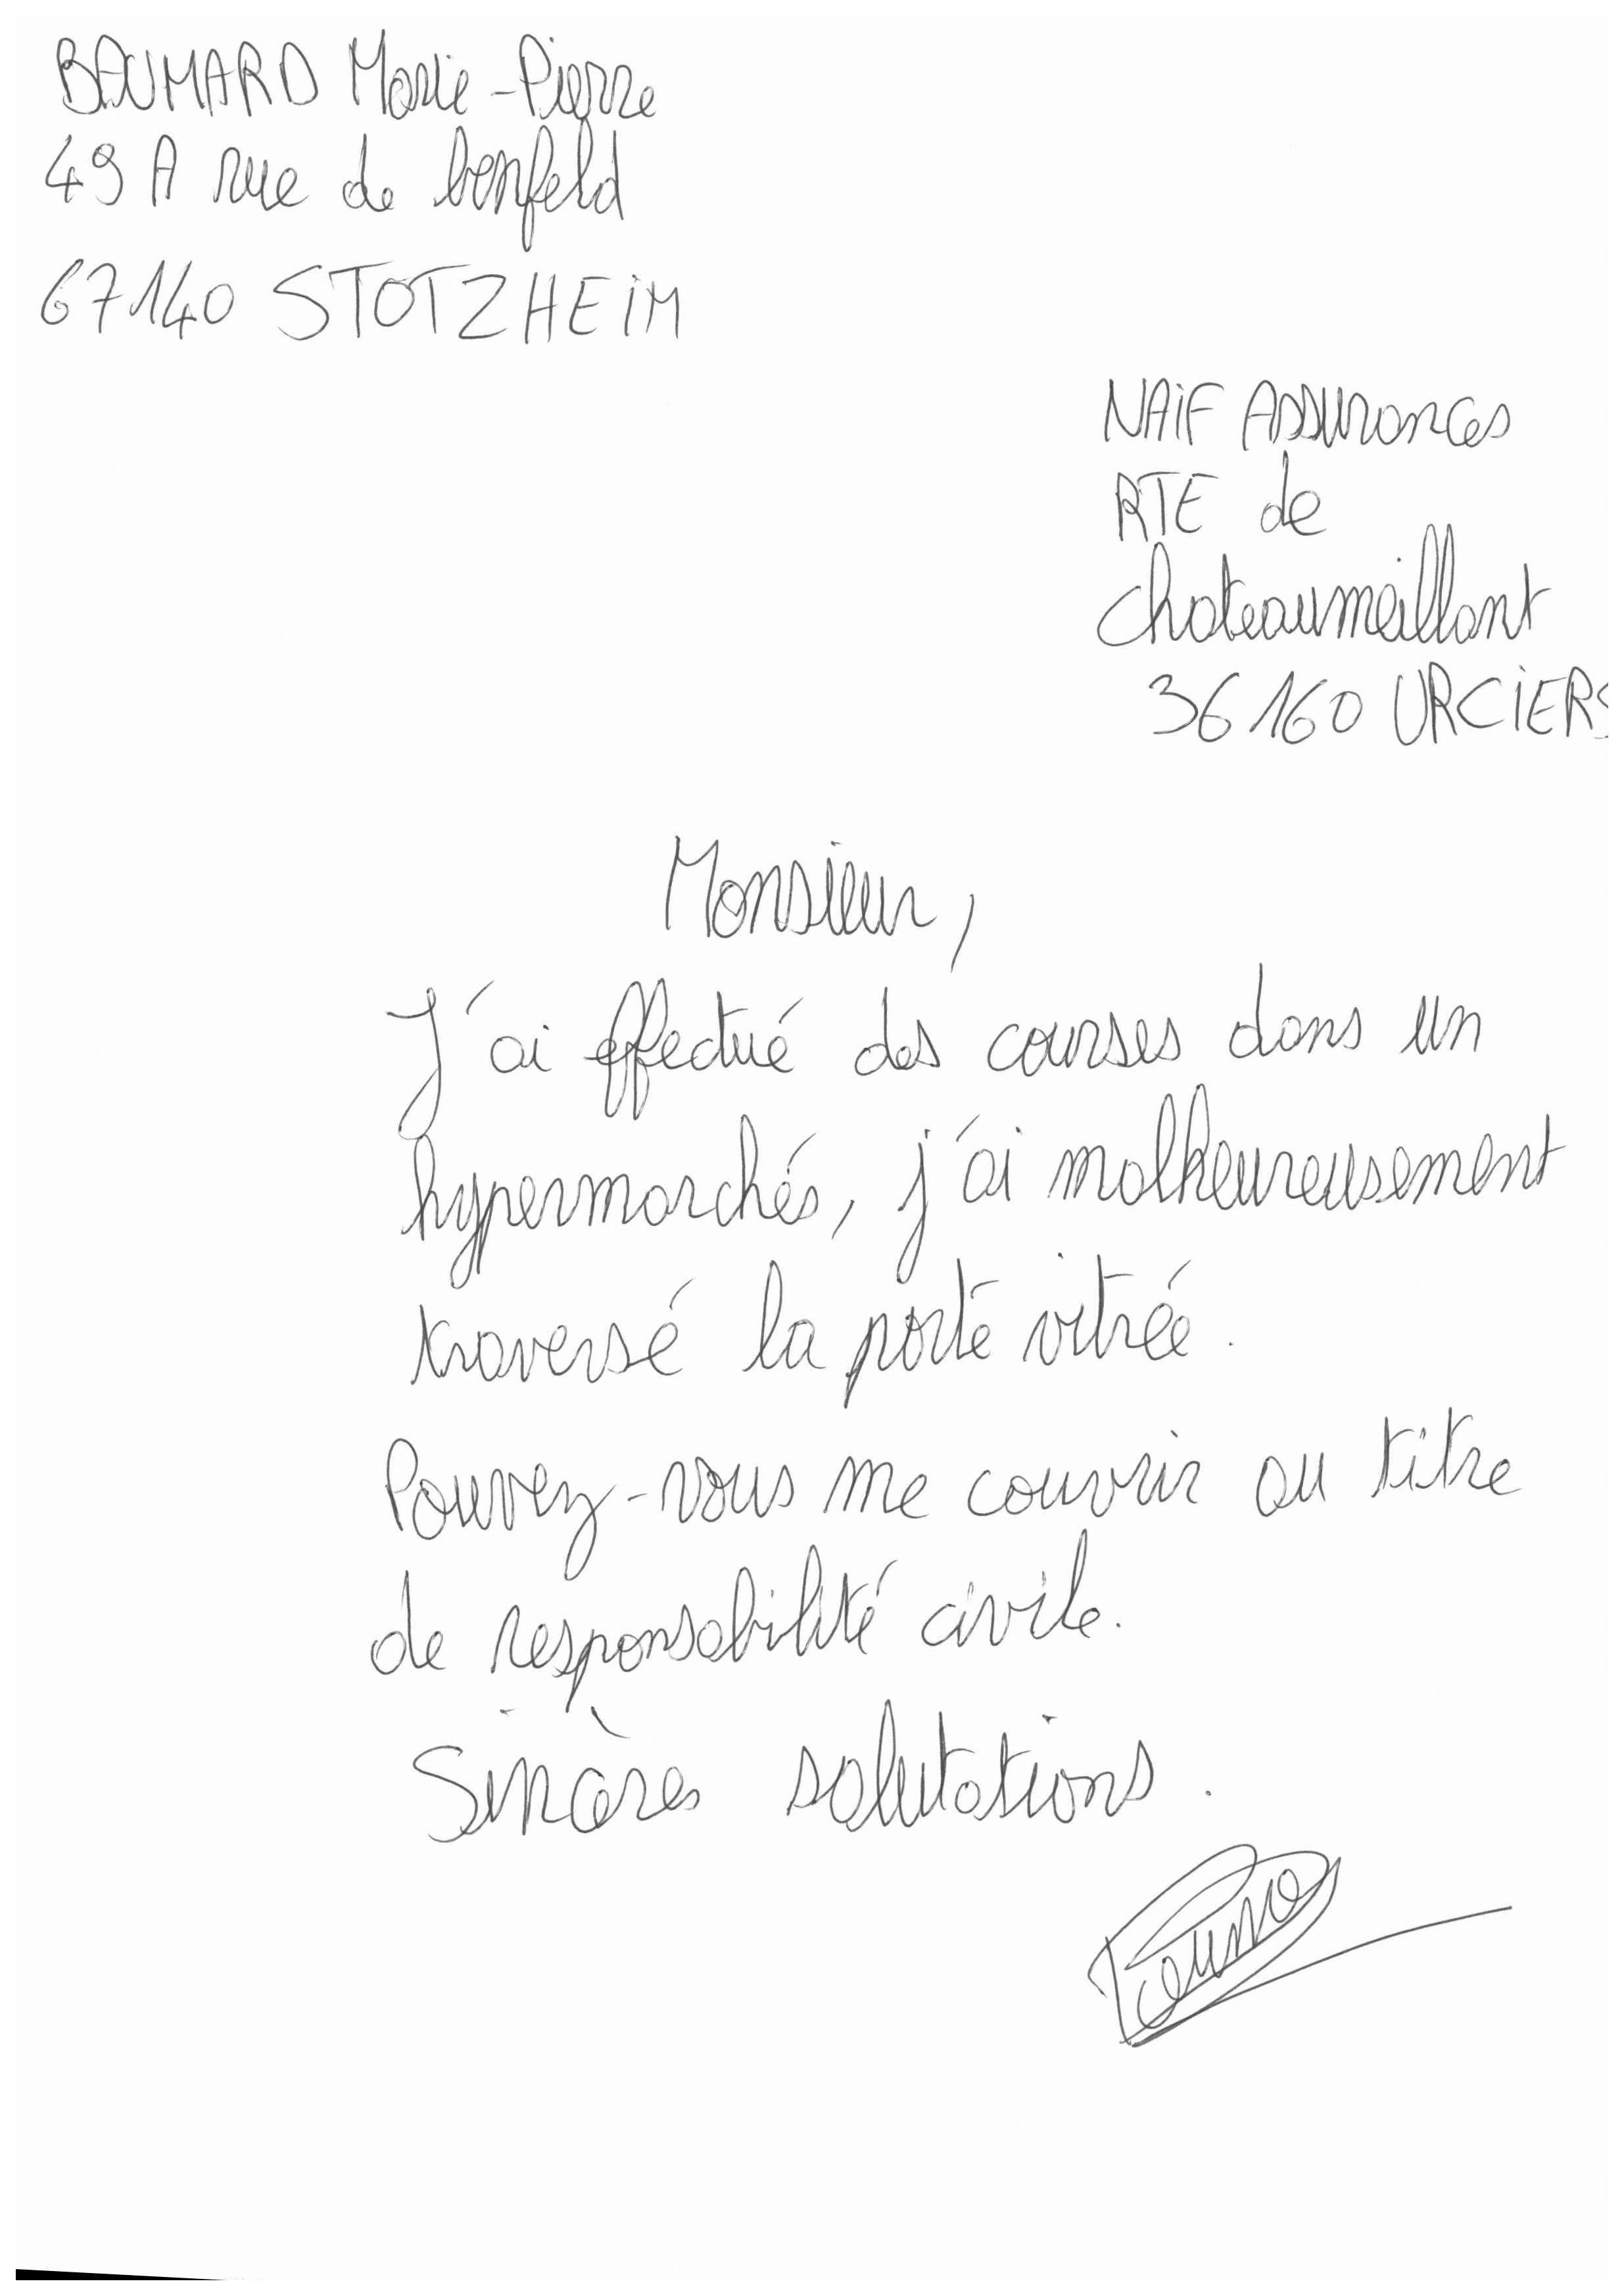 BAUMARD Marie-Pierre
49 A rue de benfeld
67140 STOTZHEIM
NAIF Assurances
RTE de
chateaumeillant
36160 URCIERS
Monsieur,
J'ai effectué des courses dans un
hypermarchés, j'ai malheureusement
traversé la porte vitrée.
Pouvez-vous me couvrir au titre
de responsabilité civile.
Sincères salutations.